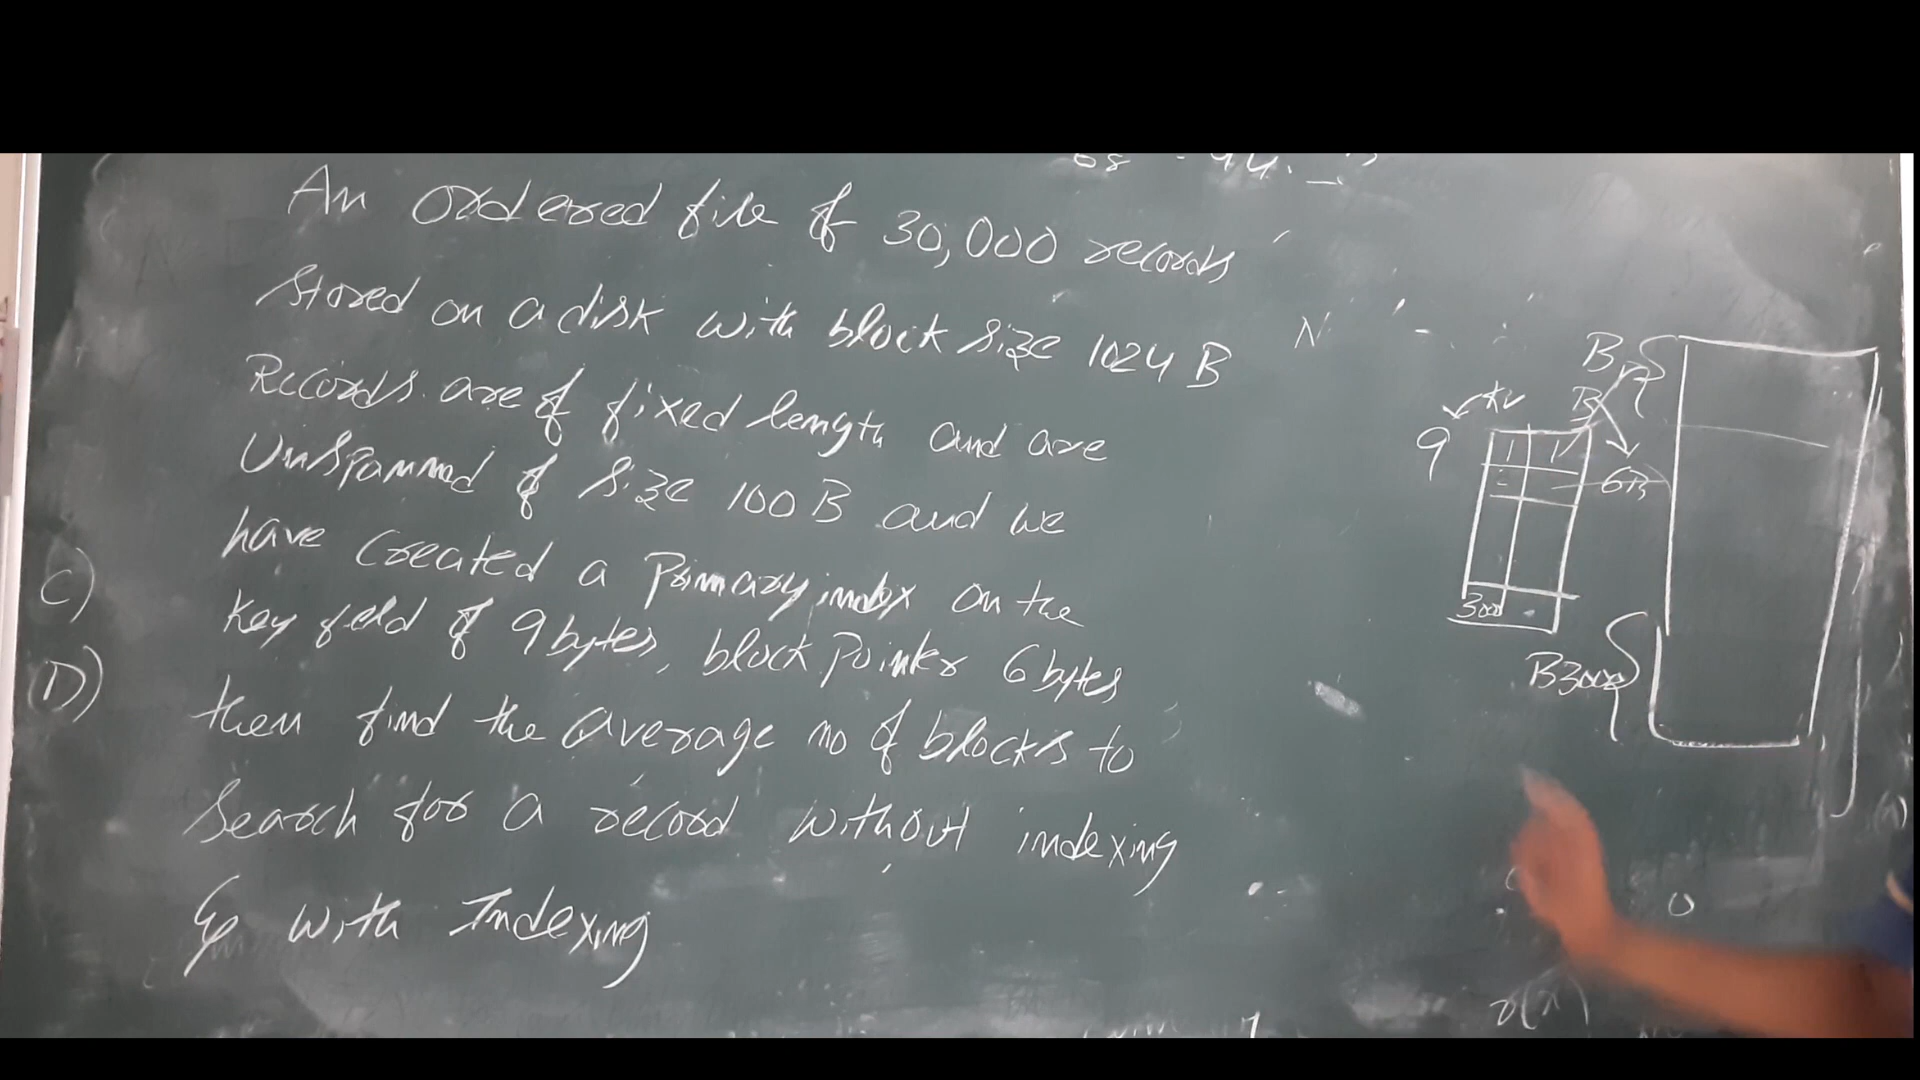 An ordered file of 30,000 records
stored on a disk with block size 1024 B
Records are of fixed length and are
Unspanned of size 100 B and we
have created a Primary index on the
key field of 9 bytes, block pointer 6 bytes
then find the average no of blocks to
search for a record without indexing
& with Indexing
C)
D)
N
kv
9
B1
B
6B
3000
B3000